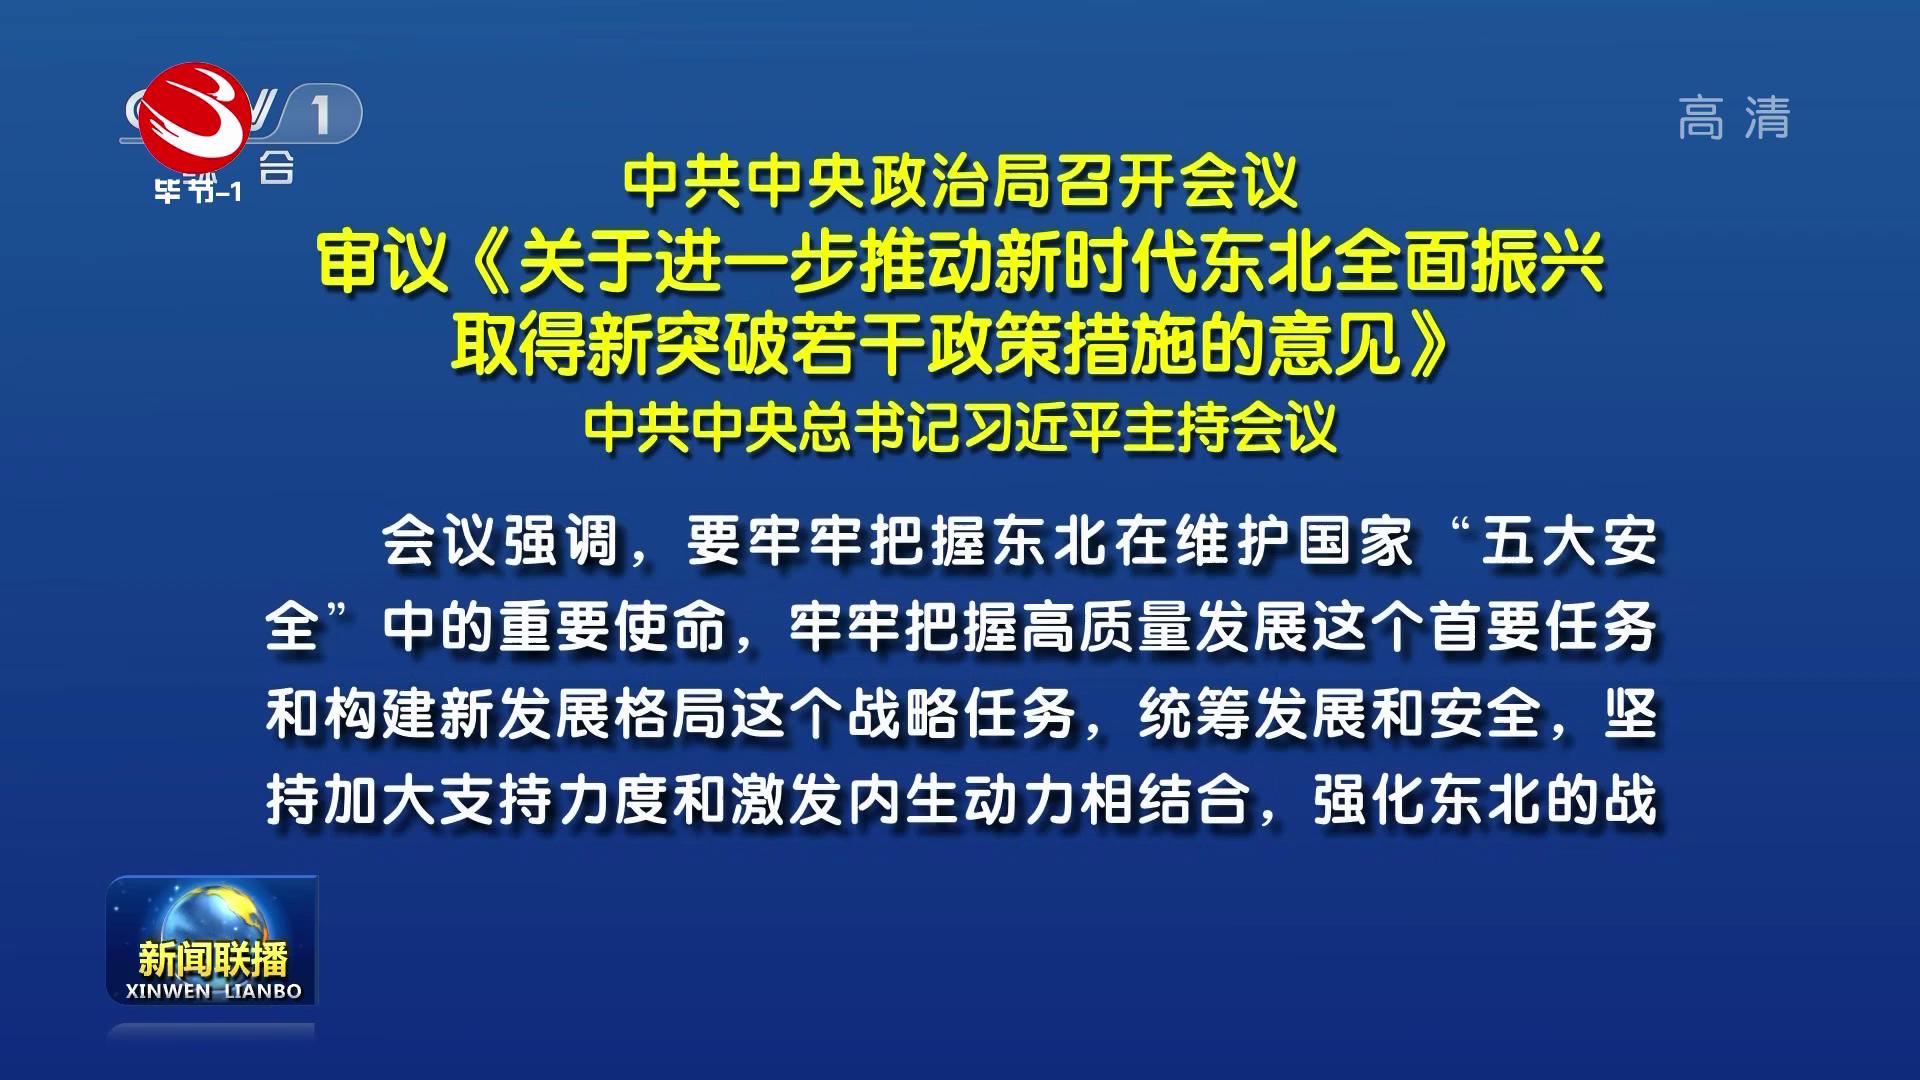 1
高清
合
毕节-1
中共中央政治局召开会议
审议《关于进一步推动新时代东北全面振兴
取得新突破若干政策措施的意见》
中共中央总书记习近平主持会议
会议强调，要牢牢把握东北在维护国家“五大安
全”中的重要使命，牢牢把握高质量发展这个首要任务
和构建新发展格局这个战略任务，统筹发展和安全，坚
持加大支持力度和激发内生动力相结合，强化东北的战
新闻联播
XINWEN LIANBO